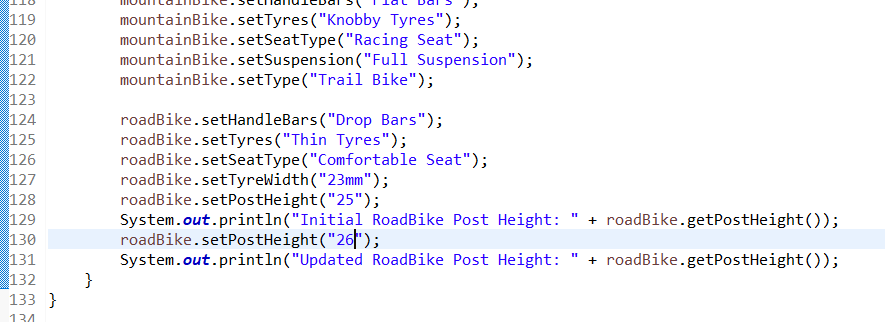 118 mountainBike.setHandleBars("Flat Bars");
119 mountainBike.setTyres("Knobby Tyres");
120 mountainBike.setSeatType("Racing Seat");
121 mountainBike.setSuspension("Full Suspension");
122 mountainBike.setType("Trail Bike");
123
124 roadBike.setHandleBars("Drop Bars");
125 roadBike.setTyres("Thin Tyres");
126 roadBike.setSeatType("Comfortable Seat");
127 roadBike.setTyreWidth("23mm");
128 roadBike.setPostHeight("25");
129 System.out.println("Initial RoadBike Post Height: " + roadBike.getPostHeight());
130 roadBike.setPostHeight("26");
131 System.out.println("Updated RoadBike Post Height: " + roadBike.getPostHeight());
132 }
133 }
134